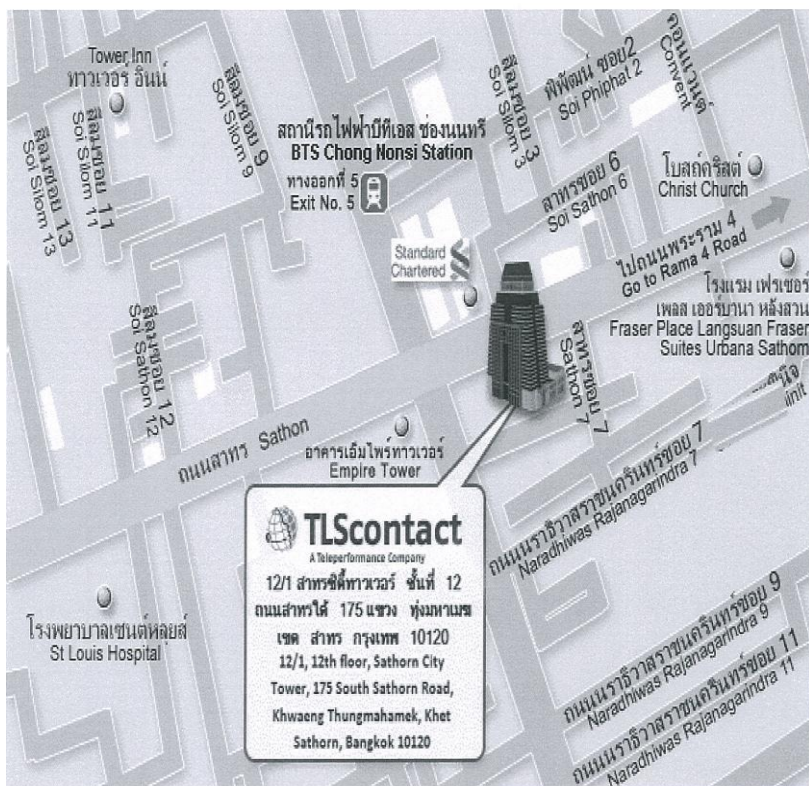 Tower Inn
ทาวเวอร์ อินน์
สีลมซอย 13
Soi Silom 13
สีลมซอย 11
Soi Silom 11
สีลมซอย 9
Soi Silom 9
สถานีรถไฟฟ้าบีทีเอส ช่องนนทรี
BTS Chong Nonsi Station
ทางออกที่ 5
Exit No. 5
สีลมซอย 3
Soi Silom 3
พิพัฒน์ ซอย2
Soi Phiphat 2
คอนแวนต์
Convent
สาทรซอย 6
Soi Sathon 6
โบสถ์คริสต์
Christ Church
Standard
Chartered
ไปถนนพระราม 4
Go to Rama 4 Road
โรงแรม เฟรเซอร์
เพลส เออร์บานา หลังสวน
Fraser Place Langsuan Fraser
Suites Urbana Sathorn
สีลมซอย 12
Soi Sathon 12
สาทรซอย 7
Sathon 7
ถนนสาทร Sathon
อาคารเอ็มไพร์ทาวเวอร์
Empire Tower
ถนนนราธิวาสราชนครินทร์ซอย 7
Naradhiwas Rajanagarindra 7
TLScontact
A Teleperformance Company
12/1 สาทรซิตี้ทาวเวอร์ ชั้นที่ 12
ถนนสาทรใต้ 175 แขวง ทุ่งมหาเมฆ
เขต สาทร กรุงเทพ 10120
12/1, 12th floor, Sathorn City
Tower, 175 South Sathorn Road,
Khwaeng Thungmahamek, Khet
Sathorn, Bangkok 10120
โรงพยาบาลเซนต์หลุยส์
St Louis Hospital
ถนนนราธิวาสราชนครินทร์ซอย 9
Naradhiwas Rajanagarindra 9
ถนนนราธิวาสราชนครินทร์ซอย 11
Naradhiwas Rajanagarindra 11